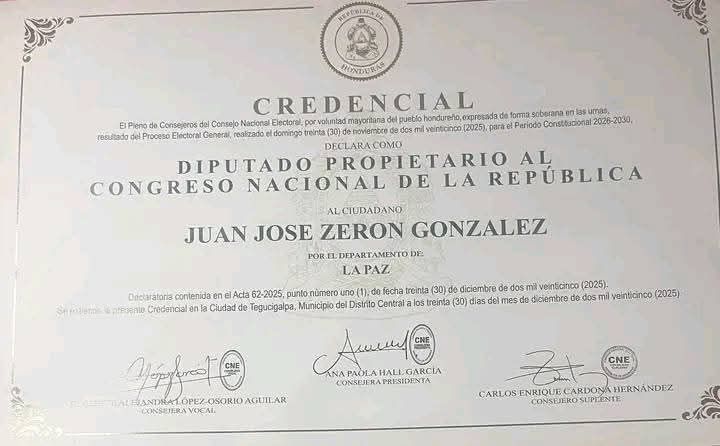 REPÚBLICA DE
HONDURAS
CREDENCIAL
El Pleno de Consejeros del Consejo Nacional Electoral, por voluntad mayoritaria del pueblo hondureño, expresada de forma soberana en las urnas,
resultado del Proceso Electoral General, realizado el domingo treinta (30) de noviembre de dos mil veinticinco (2025), para el Período Constitucional 2026-2030,
DECLARA COMO
DIPUTADO PROPIETARIO AL
CONGRESO NACIONAL DE LA REPÚBLICA
AL CIUDADANO
JUAN JOSE ZERON GONZALEZ
POR EL DEPARTAMENTO DE:
LA PAZ
Declaratoria contenida en el Acta 62-2025, punto número uno (1), de fecha treinta (30) de diciembre de dos mil veinticinco (2025).
Se extiende la presente Credencial en la Ciudad de Tegucigalpa, Municipio del Distrito Central a los treinta (30) días del mes de diciembre de dos mil veinticinco (2025)
CNE
CNE
CNE
ANA PAOLA HALL GARCÍA
CONSEJERA PRESIDENTA
LÓPEZ-OSORIO AGUILAR
CONSEJERA VOCAL
CARLOS ENRIQUE CARDONA HERNÁNDEZ
CONSEJERO SUPLENTE